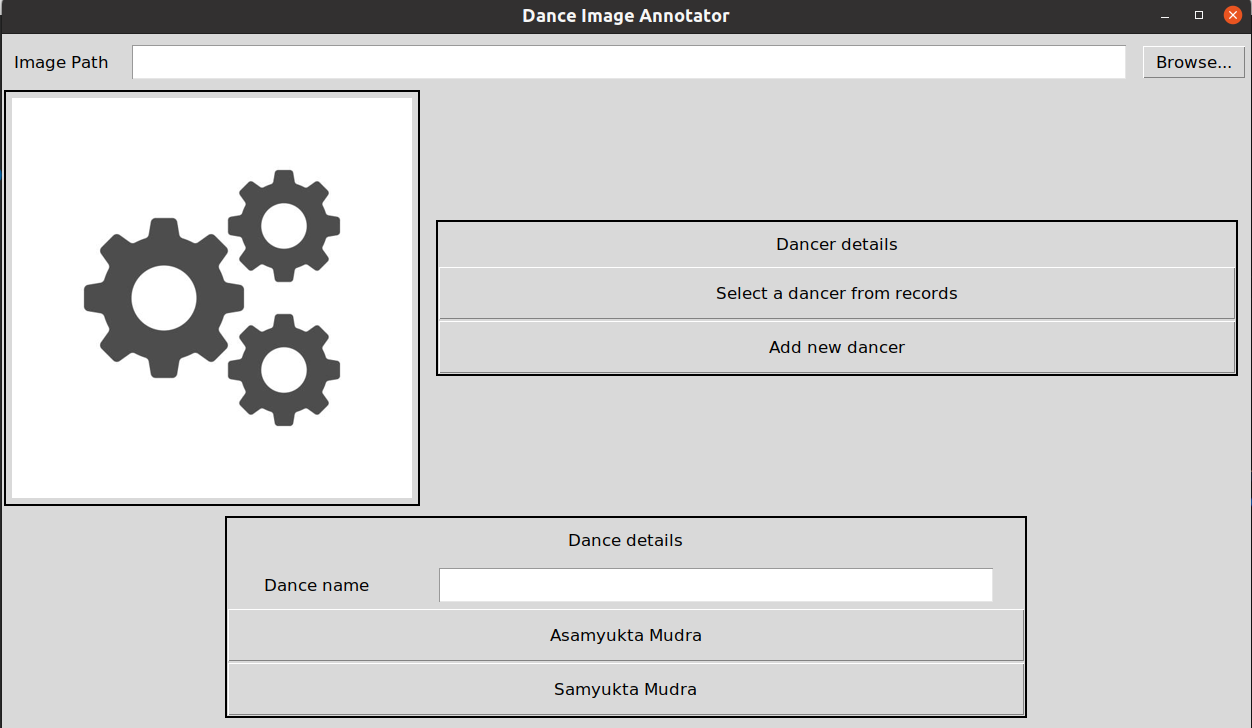 Dance Image Annotator
Image Path
Browse...
Dancer details
Select a dancer from records
Add new dancer
Dance details
Dance name
Asamyukta Mudra
Samyukta Mudra